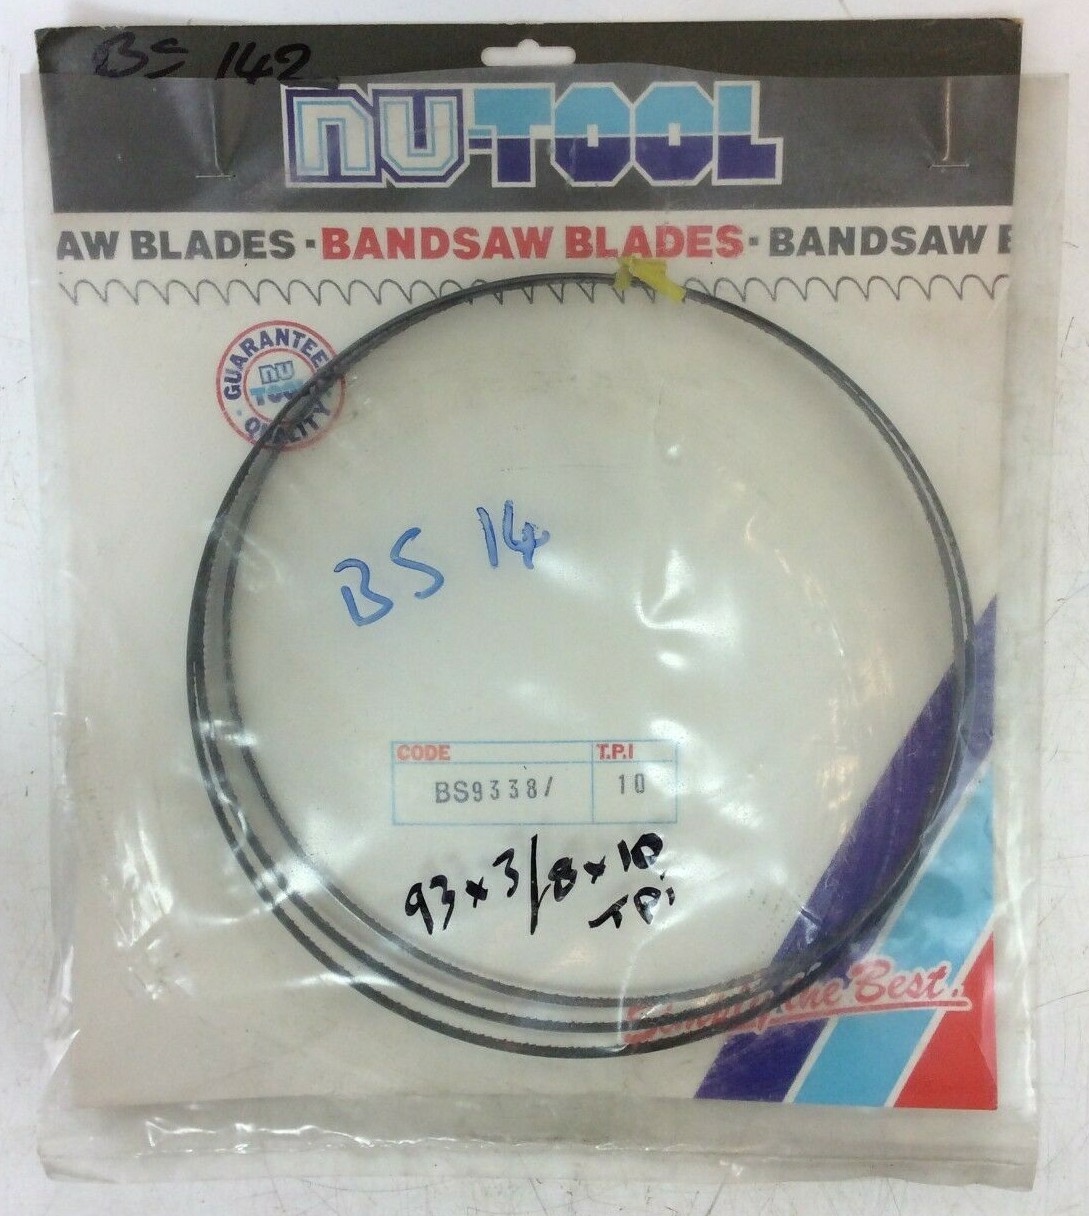 BS 142
NU-TOOL
AW BLADES · BANDSAW BLADES · BANDSAW B
GUARANTEED
NU
TOOL
QUALITY
BS 14
CODE T.P.I
BS9338/ 10
93 x 3/8 x 10
TPI
Simply the Best.